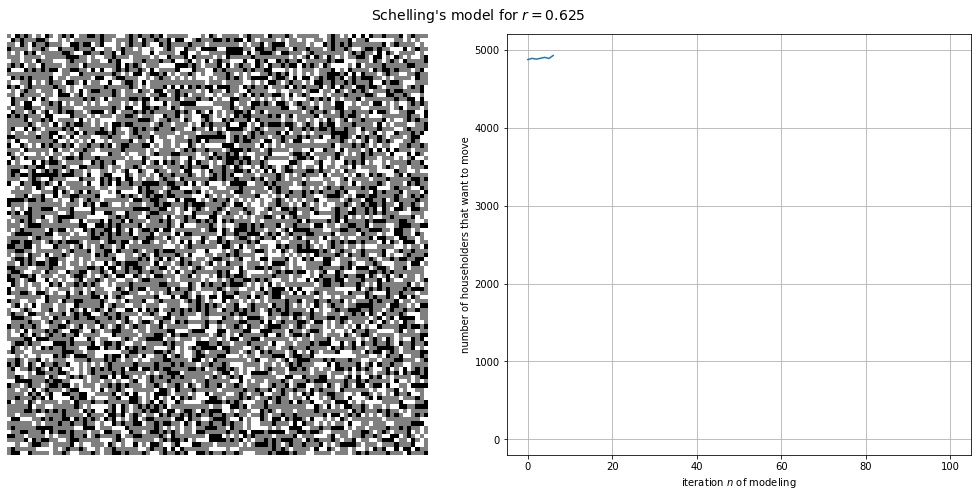 Schelling's model for r = 0.625
number of householders that want to move
5000
4000
3000
2000
1000
0
0 20 40 60 80 100
iteration n of modeling